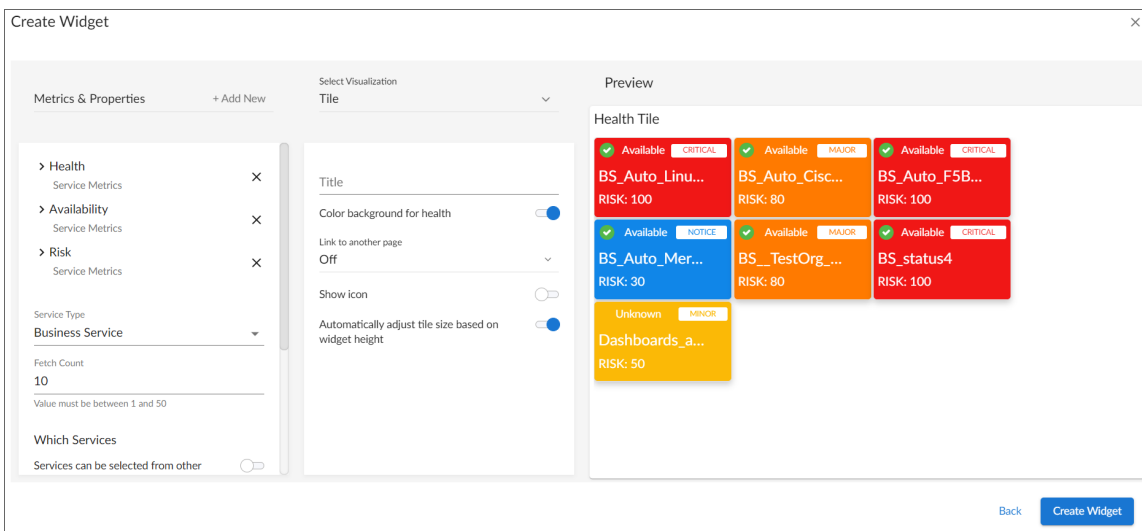 Create Widget
Metrics & Properties
+ Add New
Health
Service Metrics
Availability
Service Metrics
Risk
Service Metrics
Service Type
Business Service
Fetch Count
10
Value must be between 1 and 50
Which Services
Services can be selected from other
Select Visualization
Tile
Title
Color background for health
Link to another page
Off
Show icon
Automatically adjust tile size based on
widget height
Preview
Health Tile
Available CRITICAL
BS_Auto_Linu...
RISK: 100
Available MAJOR
BS_Auto_Cisc...
RISK: 80
Available CRITICAL
BS_Auto_F5B...
RISK: 100
Available NOTICE
BS_Auto_Mer...
RISK: 30
Available MAJOR
BS__TestOrg_...
RISK: 80
Available CRITICAL
BS_status4
RISK: 100
Unknown MINOR
Dashboards_a...
RISK: 50
Back
Create Widget